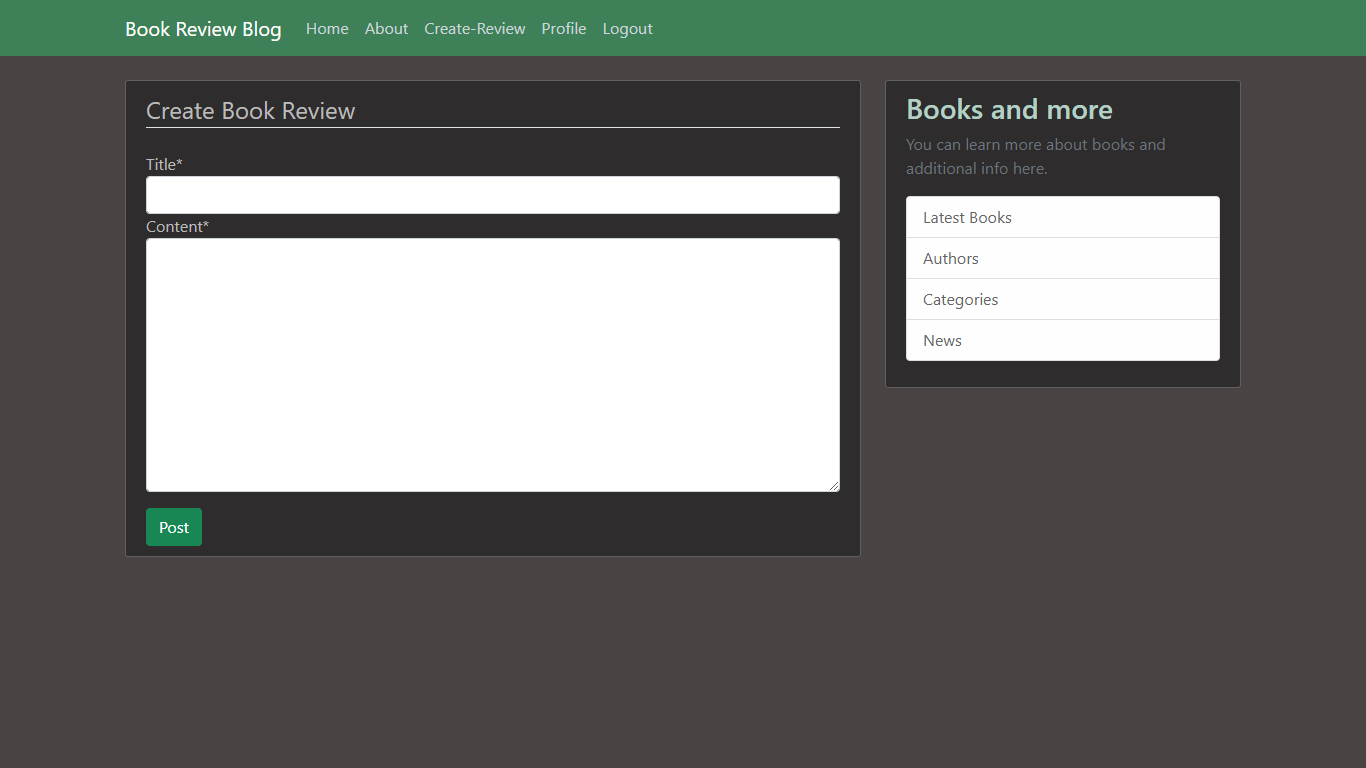 Book Review Blog Home About Create-Review Profile Logout
Create Book Review
Title*
Content*
Post
Books and more
You can learn more about books and
additional info here.
Latest Books
Authors
Categories
News